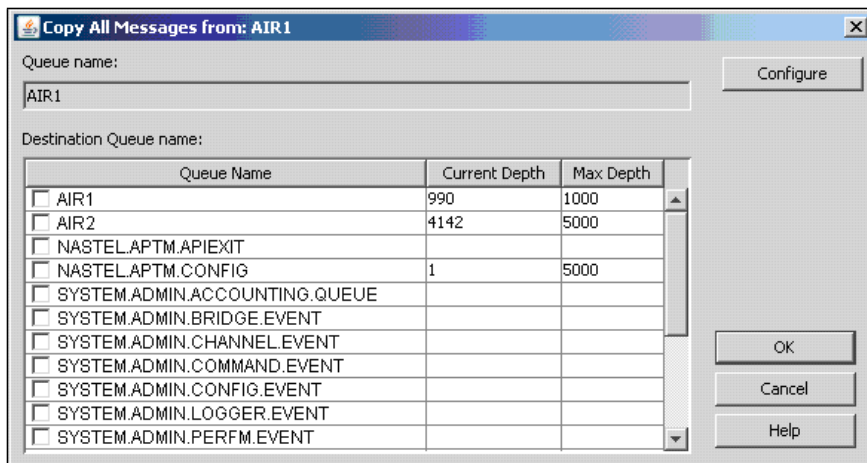 Copy All Messages from: AIR1
Queue name:
Configure
AIR1
Destination Queue name:
Queue Name Current Depth Max Depth
AIR1 990 1000
AIR2 4142 5000
NASTEL.APTM.APIEXIT
NASTEL.APTM.CONFIG 1 5000
SYSTEM.ADMIN.ACCOUNTING.QUEUE
SYSTEM.ADMIN.BRIDGE.EVENT
SYSTEM.ADMIN.CHANNEL.EVENT
SYSTEM.ADMIN.COMMAND.EVENT
SYSTEM.ADMIN.CONFIG.EVENT
SYSTEM.ADMIN.LOGGER.EVENT
SYSTEM.ADMIN.PERFM.EVENT
OK
Cancel
Help